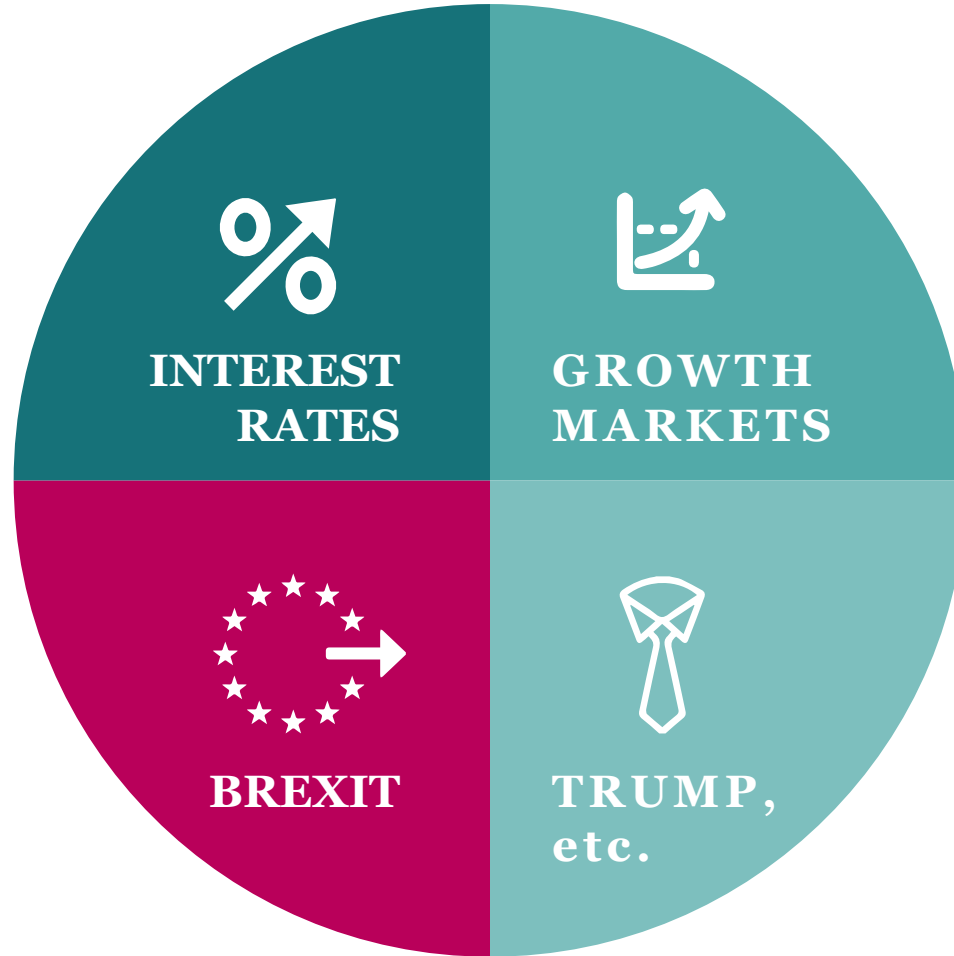 INTEREST
RATES
GROWTH
MARKETS
BREXIT
TRUMP,
etc.